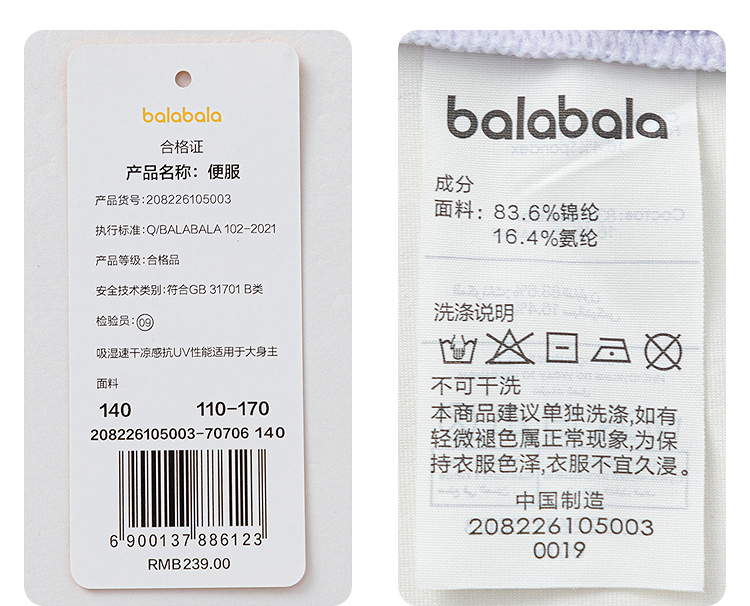 balabala
合格证
产品名称：便服
产品货号:208226105003
执行标准:Q/BALABALA 102-2021
产品等级:合格品
安全技术类别:符合GB 31701 B类
检验员:09
吸湿速干凉感抗UV性能适用于大身主
面料
140 110-170
208226105003-70706 140
6 900137 886123
RMB239.00
balabala
成分
面料：83.6%锦纶
16.4%氨纶
洗涤说明
不可干洗
本商品建议单独洗涤,如有
轻微褪色属正常现象,为保
持衣服色泽,衣服不宜久浸。
中国制造
208226105003
0019